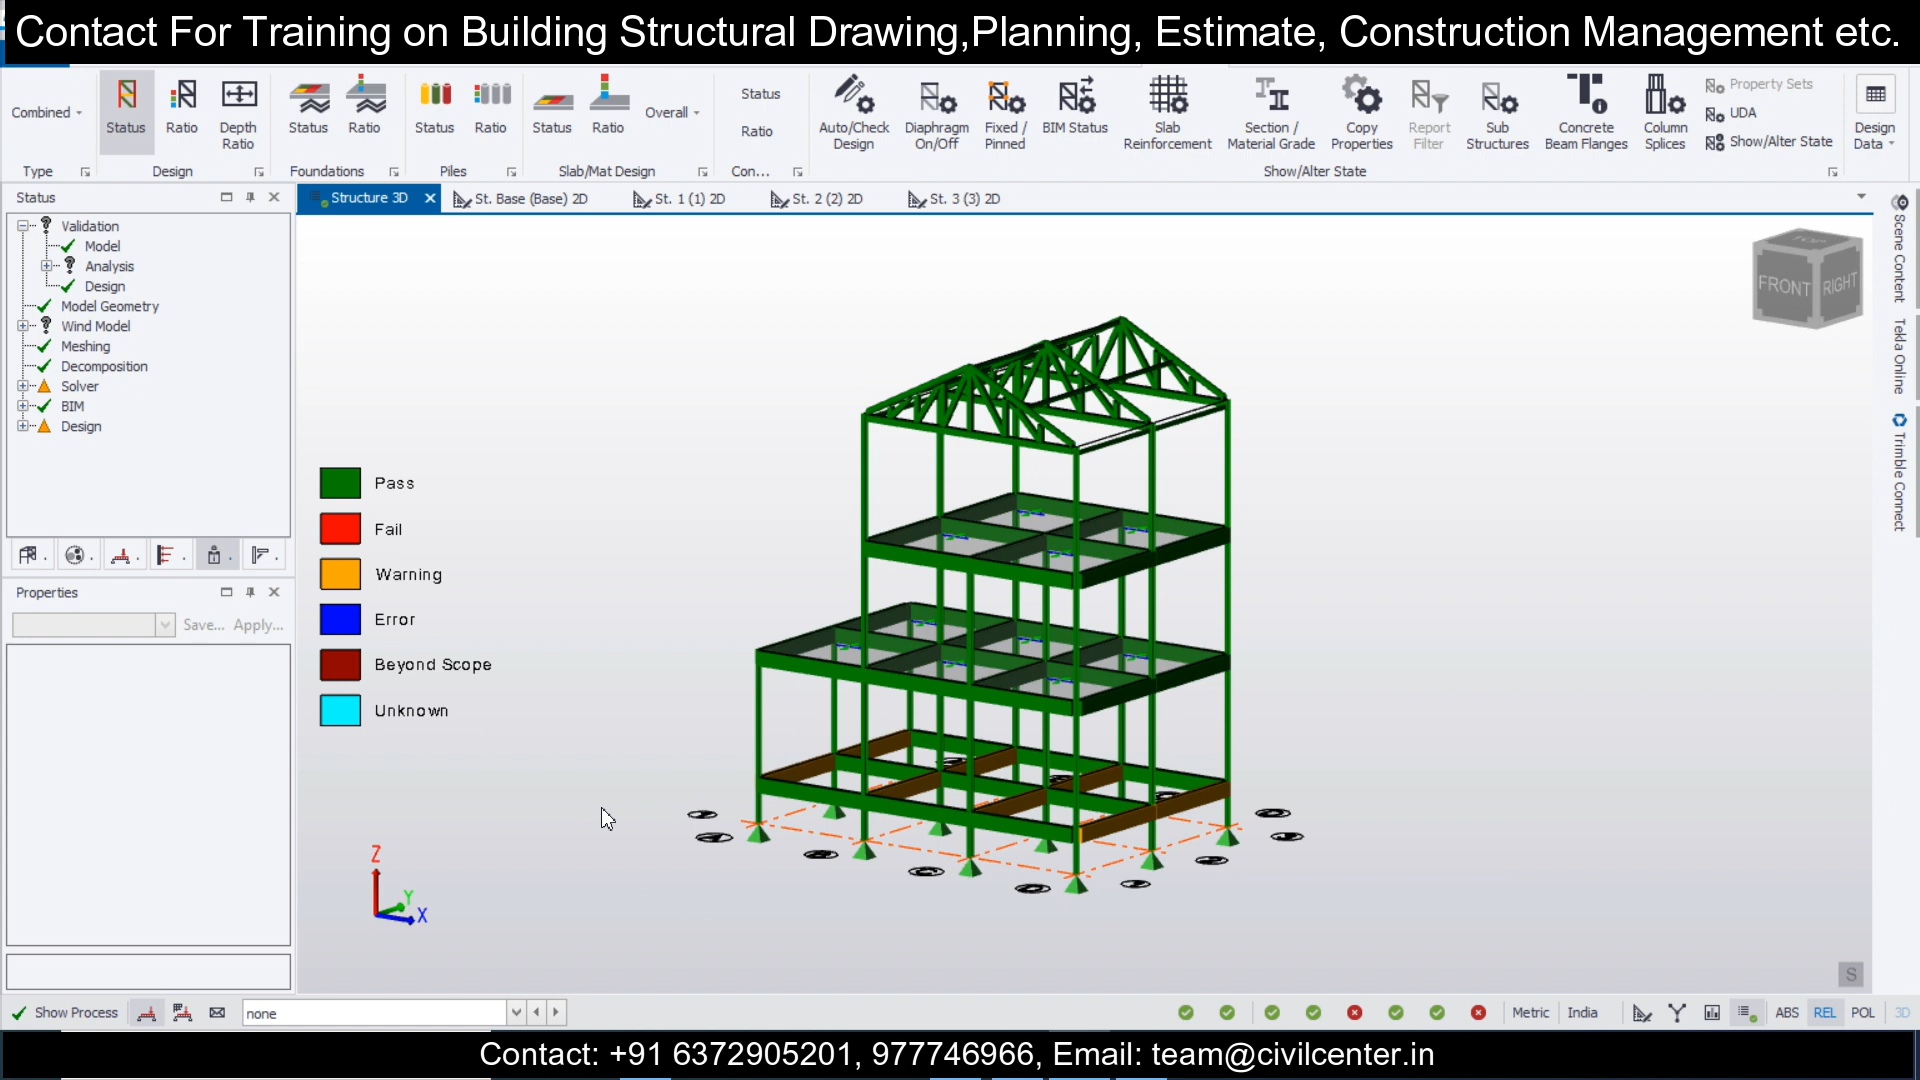 Contact For Training on Building Structural Drawing,Planning, Estimate, Construction Management etc.
Combined
Status
Ratio
Depth
Ratio
Status
Ratio
Status
Ratio
Status
Ratio
Overall
Status
Ratio
Auto/Check
Design
Diaphragm
On/Off
Fixed /
Pinned
BIM Status
Slab
Reinforcement
Section /
Material Grade
Copy
Properties
Report
Filter
Sub
Structures
Concrete
Beam Flanges
Column
Splices
Property Sets
UDA
Show/Alter State
Design
Data
Type
Design
Foundations
Piles
Slab/Mat Design
Con...
Show/Alter State
Status
Structure 3D
St. Base (Base) 2D
St. 1 (1) 2D
St. 2 (2) 2D
St. 3 (3) 2D
Validation
Model
Analysis
Design
Model Geometry
Wind Model
Meshing
Decomposition
Solver
BIM
Design
Properties
Save... Apply...
Pass
Fail
Warning
Error
Beyond Scope
Unknown
TOP
FRONT
RIGHT
Scene Content
Tekla Online
Trimble Connect
Z
Y
X
S
Show Process
none
Metric
India
ABS
REL
POL
3D
Contact: +91 6372905201, 977746966, Email: team@civilcenter.in